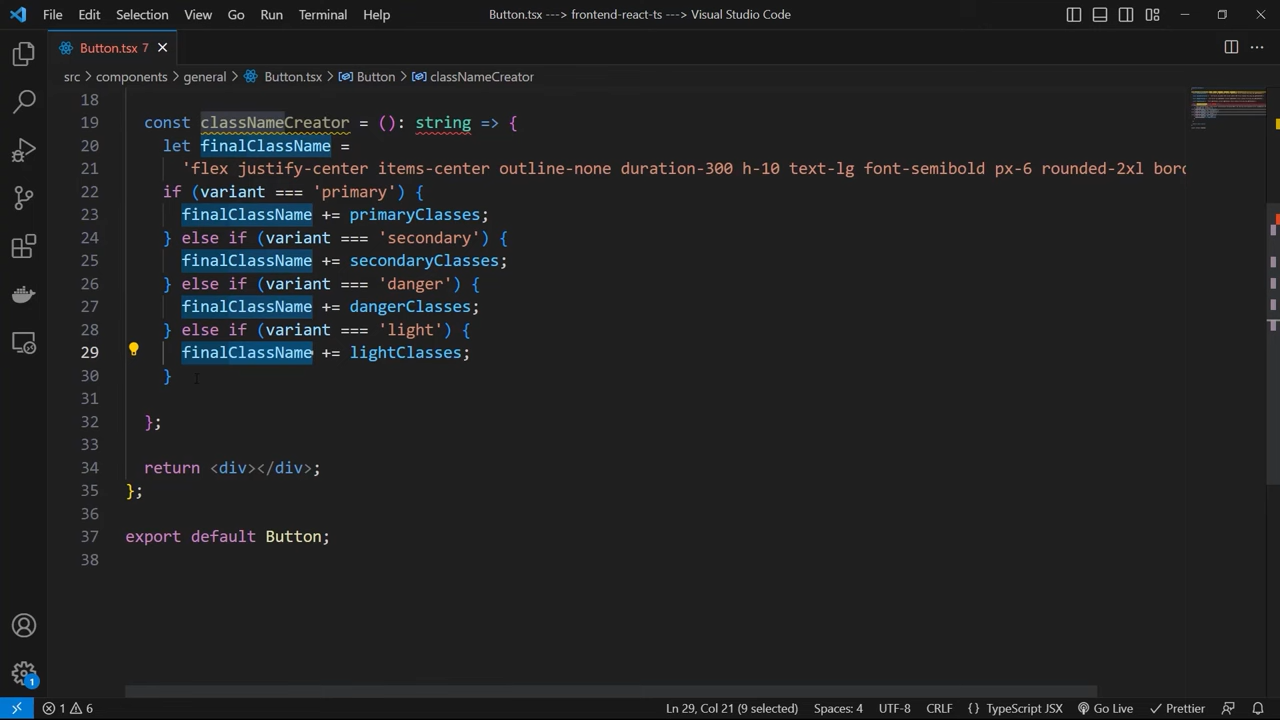 File Edit Selection View Go Run Terminal Help Button.tsx ---> frontend-react-ts ---> Visual Studio Code
Button.tsx 7
src > components > general > Button.tsx > Button > classNameCreator
18
19 const classNameCreator = (): string => {
20 let finalClassName =
21 'flex justify-center items-center outline-none duration-300 h-10 text-lg font-semibold px-6 rounded-2xl bord
22 if (variant === 'primary') {
23 finalClassName += primaryClasses;
24 } else if (variant === 'secondary') {
25 finalClassName += secondaryClasses;
26 } else if (variant === 'danger') {
27 finalClassName += dangerClasses;
28 } else if (variant === 'light') {
29 finalClassName += lightClasses;
30 }
31
32 };
33
34 return <div></div>;
35 };
36
37 export default Button;
38
1
1 6 Ln 29, Col 21 (9 selected) Spaces: 4 UTF-8 CRLF { } TypeScript JSX Go Live Prettier